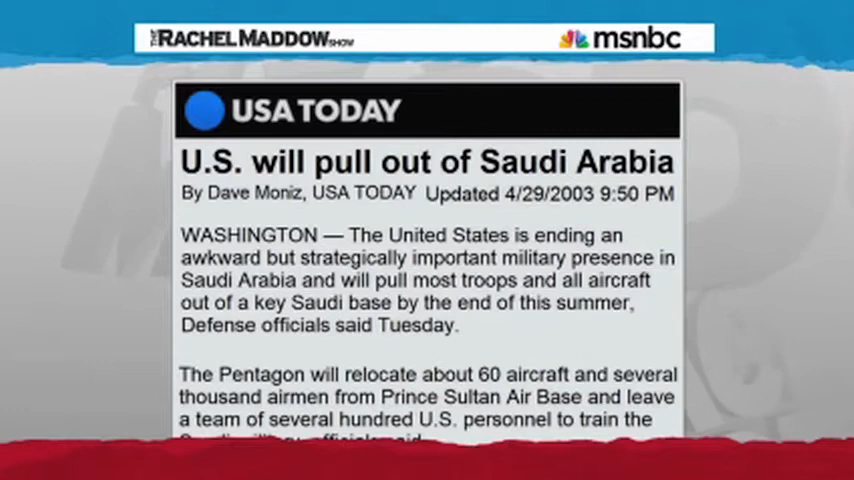 THE RACHEL MADDOW SHOW
msnbc
USA TODAY
U.S. will pull out of Saudi Arabia
By Dave Moniz, USA TODAY Updated 4/29/2003 9:50 PM
WASHINGTON — The United States is ending an
awkward but strategically important military presence in
Saudi Arabia and will pull most troops and all aircraft
out of a key Saudi base by the end of this summer,
Defense officials said Tuesday.
The Pentagon will relocate about 60 aircraft and several
thousand airmen from Prince Sultan Air Base and leave
a team of several hundred U.S. personnel to train the